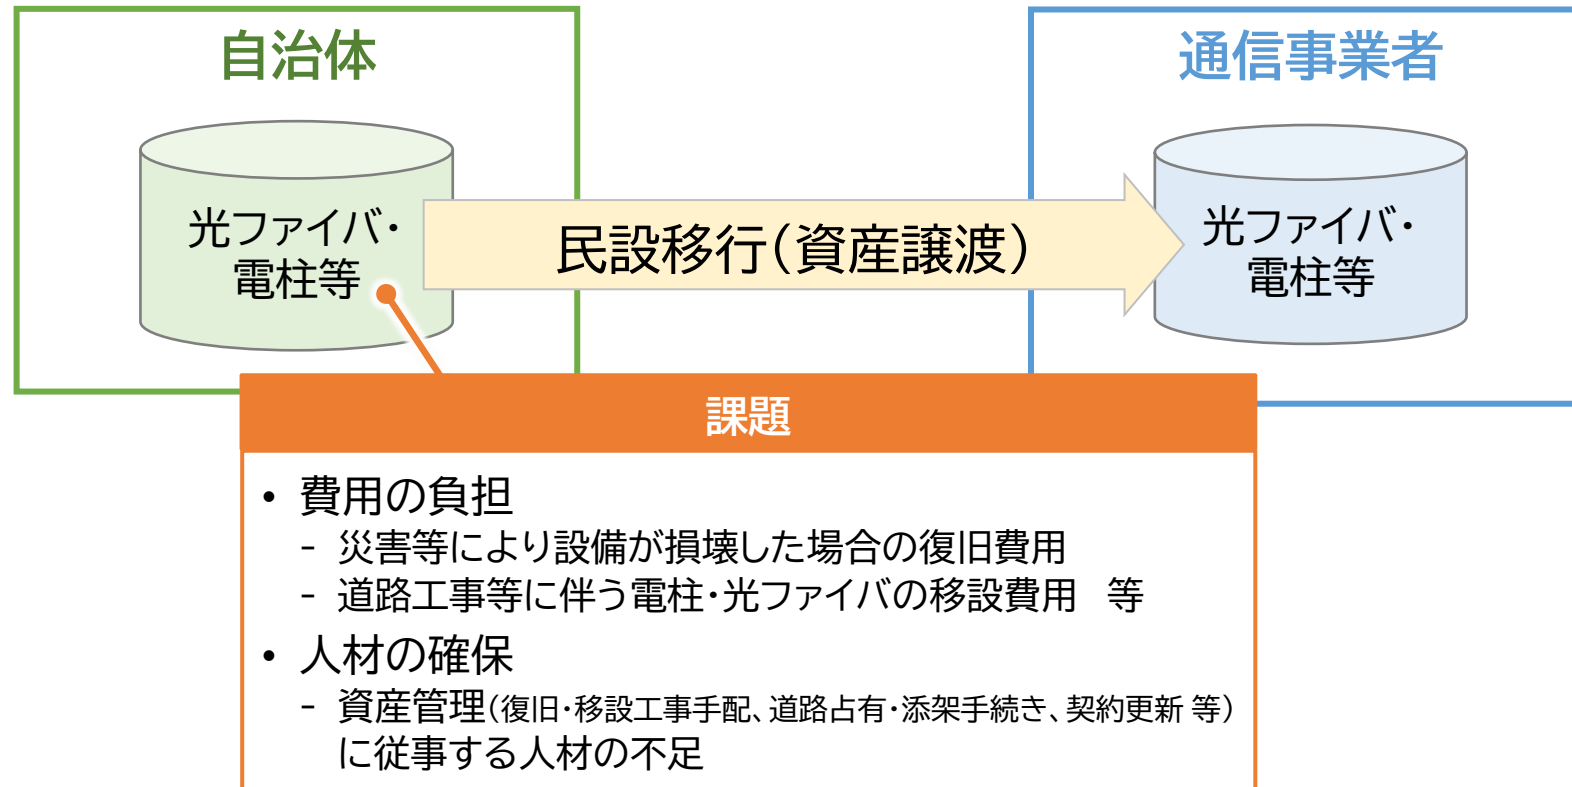 自治体
通信事業者
光ファイバ・
電柱等
民設移行(資産譲渡)
光ファイバ・
電柱等
課題
• 費用の負担
- 災害等により設備が損壊した場合の復旧費用
- 道路工事等に伴う電柱・光ファイバの移設費用　等
• 人材の確保
- 資産管理(復旧・移設工事手配、道路占有・添架手続き、契約更新 等)
に従事する人材の不足